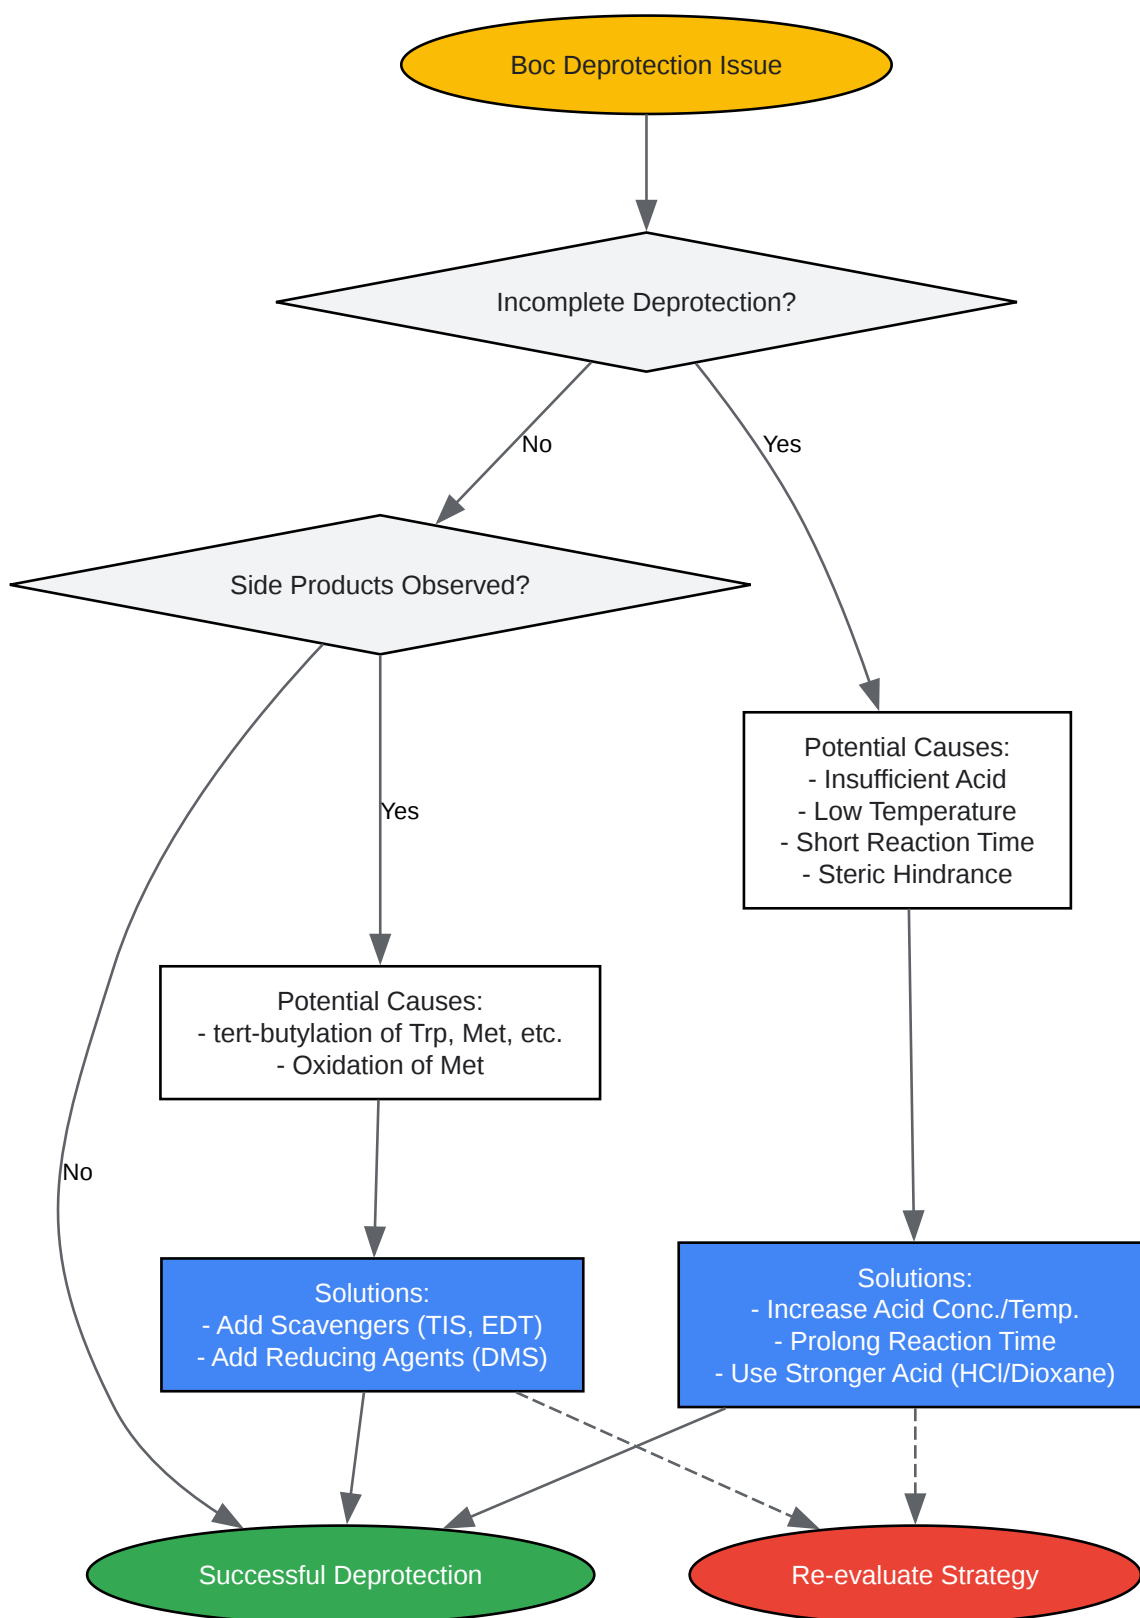 Boc Deprotection Issue
Incomplete Deprotection?
No
Yes
Side Products Observed?
Potential Causes:
- Insufficient Acid
- Low Temperature
- Short Reaction Time
- Steric Hindrance
Yes
Potential Causes:
- tert-butylation of Trp, Met, etc.
- Oxidation of Met
No
Solutions:
- Add Scavengers (TIS, EDT)
- Add Reducing Agents (DMS)
Solutions:
- Increase Acid Conc./Temp.
- Prolong Reaction Time
- Use Stronger Acid (HCl/Dioxane)
Successful Deprotection
Re-evaluate Strategy